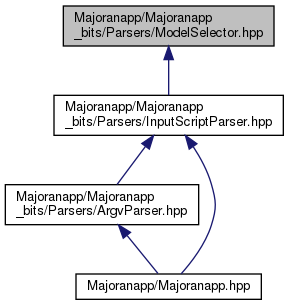 Majoranapp/Majoranapp
_bits/Parsers/ModelSelector.hpp
Majoranapp/Majoranapp
_bits/Parsers/InputScriptParser.hpp
Majoranapp/Majoranapp
_bits/Parsers/ArgvParser.hpp
Majoranapp/Majoranapp.hpp